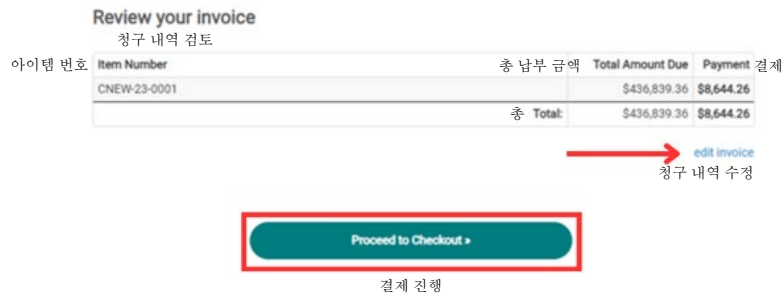 Review your invoice
청구 내역 검토
아이템 번호 Item Number 총 납부 금액 Total Amount Due Payment 결제
CNEW-23-0001 $436,839.36 $8,644.26
총 Total: $436,839.36 $8,644.26
edit invoice
청구 내역 수정
Proceed to Checkout »
결제 진행